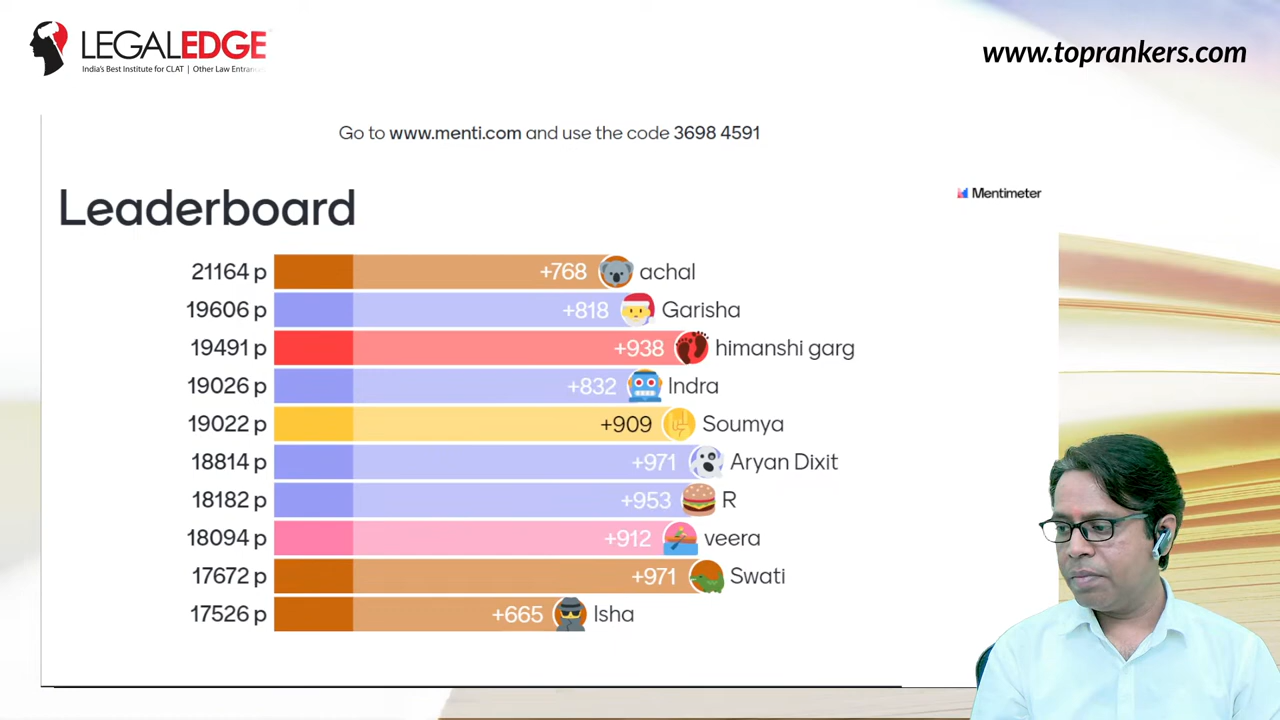 LEGALEDGE
India's Best Institute for CLAT | Other Law Entran
www.toprankers.com
Go to www.menti.com and use the code 3698 4591
Leaderboard
Mentimeter
21164 p +768 achal
19606 p +818 Garisha
19491 p +938 himanshi garg
19026 p +832 Indra
19022 p +909 Soumya
18814 p +971 Aryan Dixit
18182 p +953 R
18094 p +912 veera
17672 p +971 Swati
17526 p +665 Isha